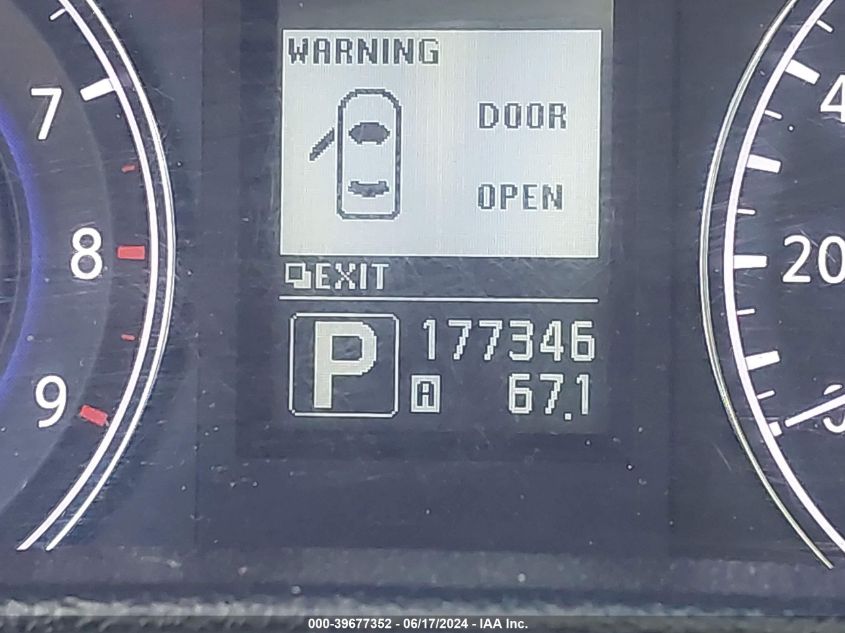 WARNING
DOOR
OPEN
EXIT
P
177346
A 67.1
7
8
9
4
20
000-39677352 - 06/17/2024 - IAA Inc.